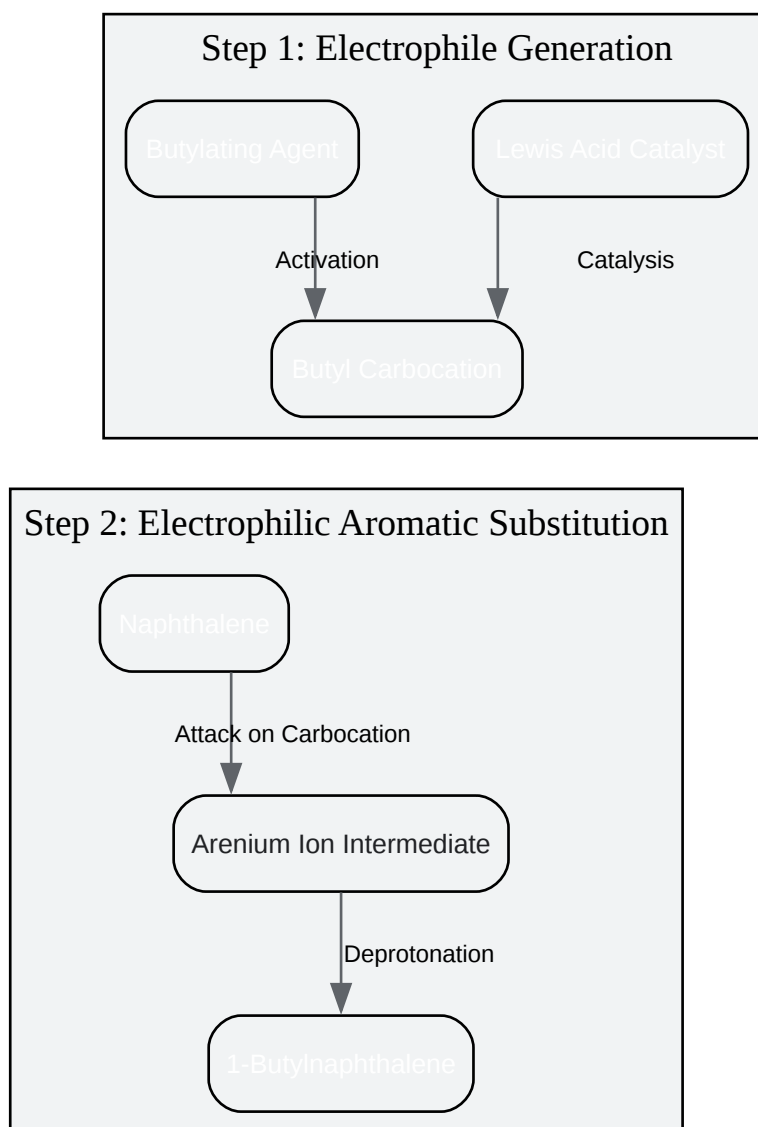 Step 1: Electrophile Generation
Butylating Agent
Lewis Acid Catalyst
Activation
Catalysis
Butyl Carbocation
Step 2: Electrophilic Aromatic Substitution
Naphthalene
Attack on Carbocation
Arenium Ion Intermediate
Deprotonation
1-Butylnaphthalene